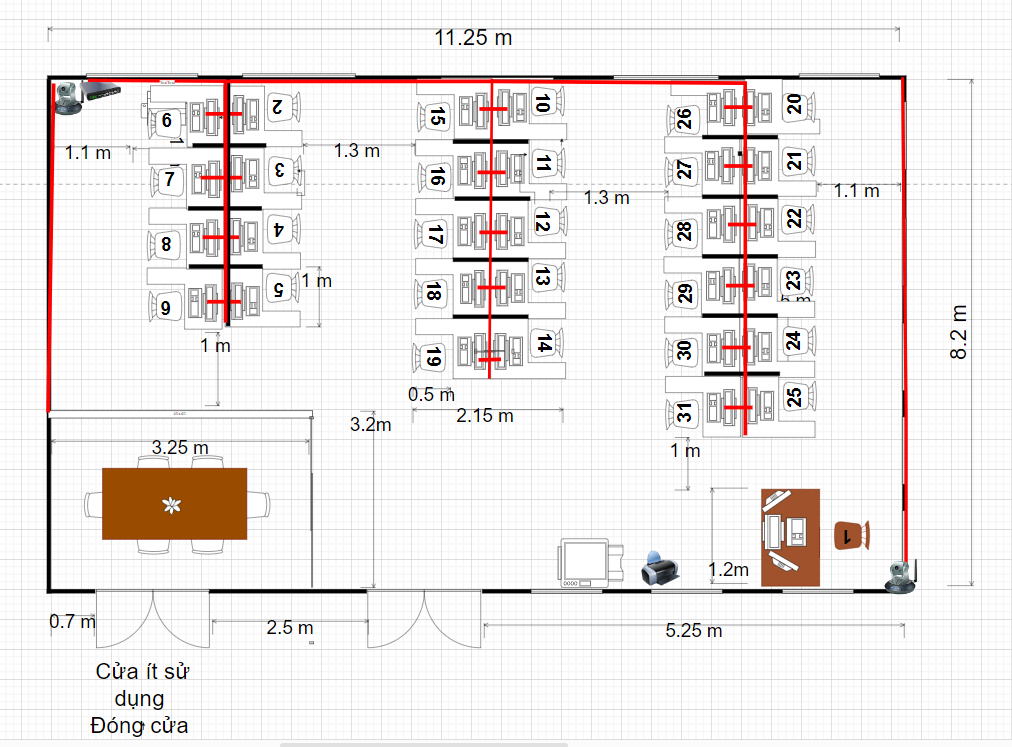 11.25 m
6
2
15
10
26
20
1.1 m
1.3 m
7
3
16
11
27
21
1.3 m
1.1 m
8
4
17
12
28
22
9
5
1 m
18
13
29
23
8.2 m
1 m
19
14
30
24
0.5 m
2.15 m
31
25
3.2m
3.25 m
1 m
1
1.2m
0.7 m
2.5 m
5.25 m
Cửa ít sử
dụng
Đóng cửa